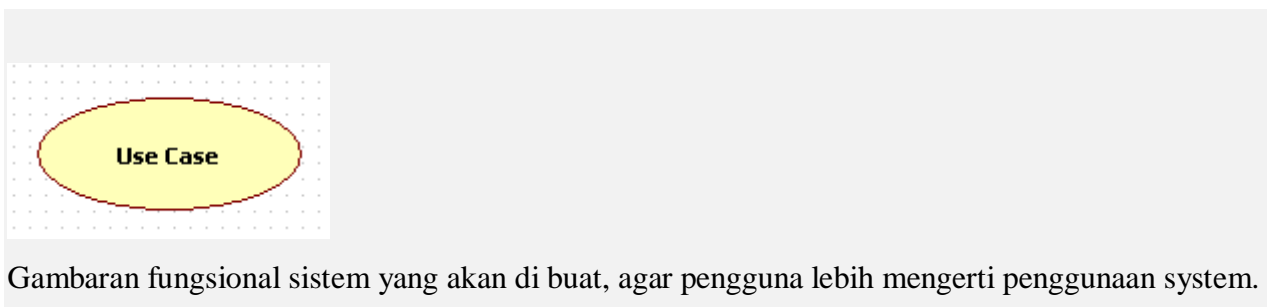 Use Case
Gambaran fungsional sistem yang akan di buat, agar pengguna lebih mengerti penggunaan system.